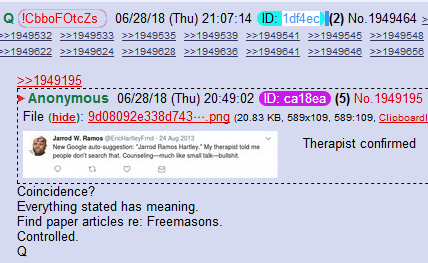 Q !CbboFOtcZs 06/28/18 (Thu) 21:07:14 ID: 1df4ec (2) No.1949464
>>1949532 >>1949533 >>1949535 >>1949539 >>1949541 >>1949545 >>1949548
>>1949622 >>1949624 >>1949628 >>1949636 >>1949645 >>1949646 >>1949656
>>1949195
Anonymous 06/28/18 (Thu) 20:49:02 ID: ca18ea (5) No.1949195
File (hide): 9d08092e338d743⋯.png (20.83 KB, 589x109, 589:109, Clipboard
Jarrod W. Ramos @EricHartleyFrnd · 24 Aug 2013
New Google auto-suggestion: "Jarrod Ramos Hartley." My therapist told me
people don't search that. Counseling—much like small talk—bullshit.
Therapist confirmed
Coincidence?
Everything stated has meaning.
Find paper articles re: Freemasons.
Controlled.
Q